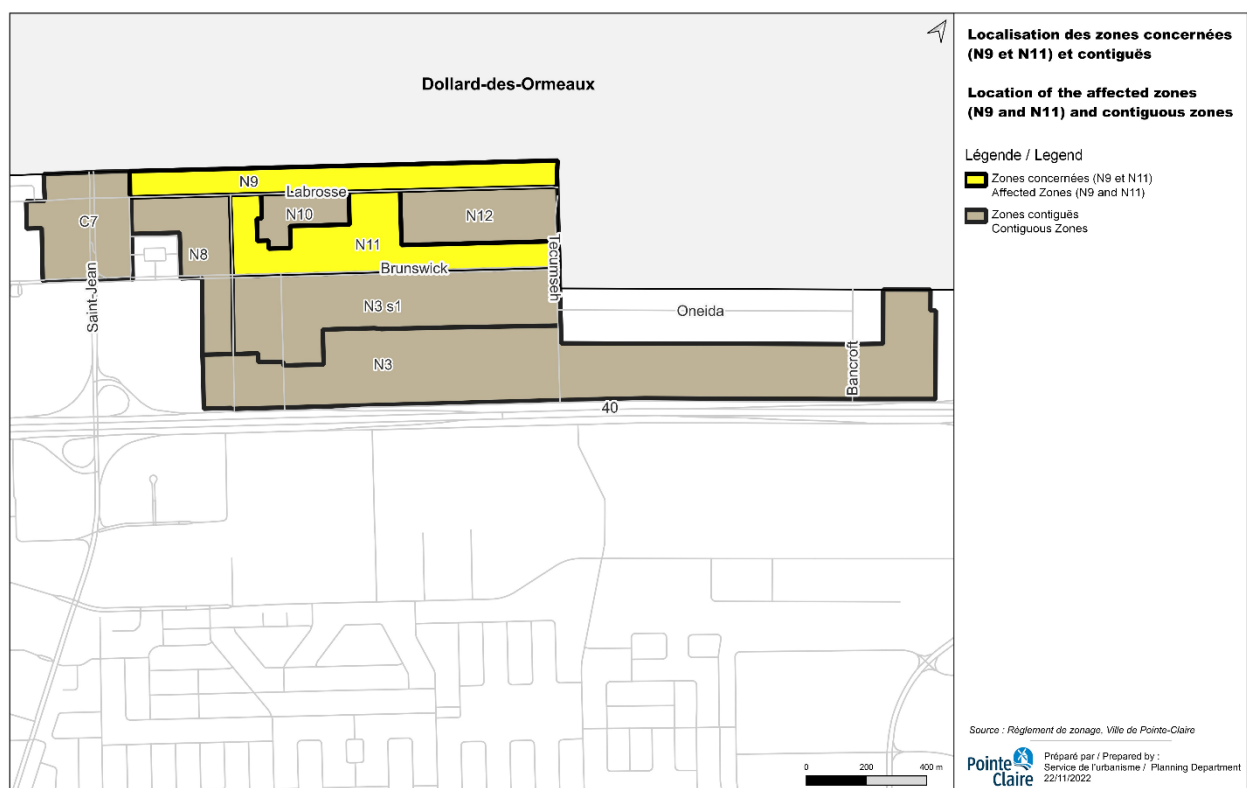 Dollard-des-Ormeaux
N9
Labrosse
N10
N12
C7
N8
N11
Tecumseh
Brunswick
Saint-Jean
N3 s1
Oneida
N3
Bancroft
40
0 200 400 m
Localisation des zones concernées
(N9 et N11) et contiguës
Location of the affected zones
(N9 and N11) and contiguous zones
Légende / Legend
Zones concernées (N9 et N11)
Affected Zones (N9 and N11)
Zones contiguës
Contiguous Zones
Source : Règlement de zonage, Ville de Pointe-Claire
Pointe
Claire
Préparé par / Prepared by :
Service de l'urbanisme / Planning Department
22/11/2022